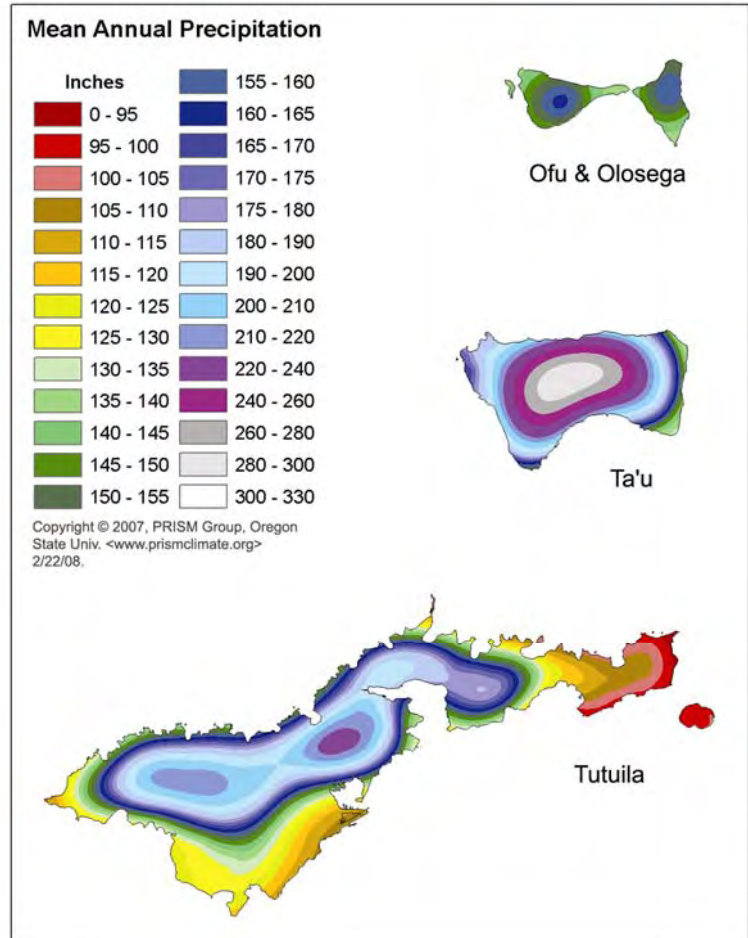 Mean Annual Precipitation
Inches
0 - 95
95 - 100
100 - 105
105 - 110
110 - 115
115 - 120
120 - 125
125 - 130
130 - 135
135 - 140
140 - 145
145 - 150
150 - 155
155 - 160
160 - 165
165 - 170
170 - 175
175 - 180
180 - 190
190 - 200
200 - 210
210 - 220
220 - 240
240 - 260
260 - 280
280 - 300
300 - 330
Copyright © 2007, PRISM Group, Oregon
State Univ. <www.prismclimate.org>
2/22/08.
Ofu & Olosega
Ta'u
Tutuila